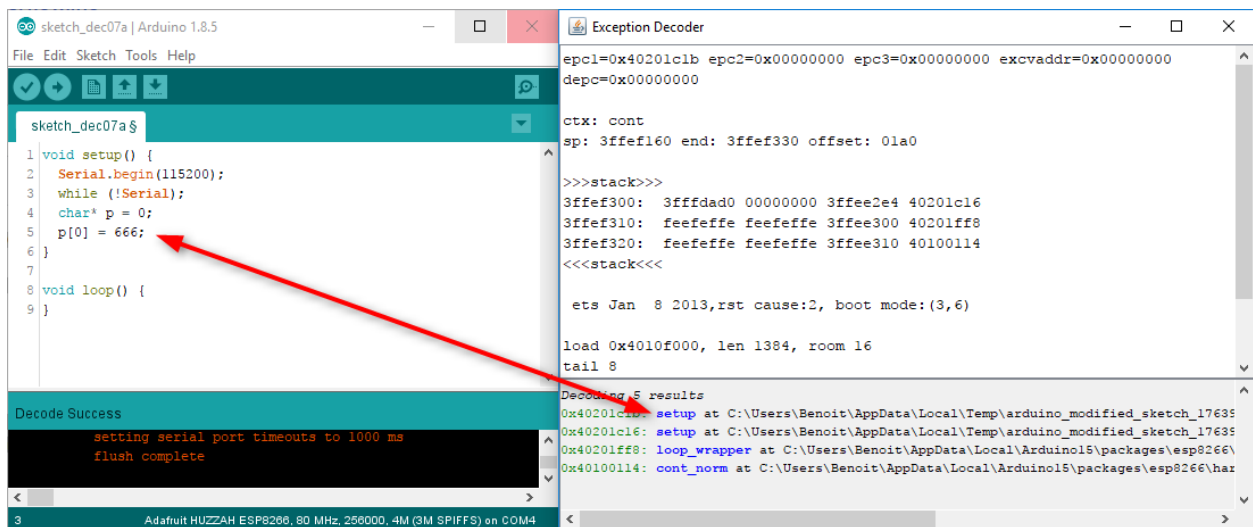 sketch_dec07a | Arduino 1.8.5
File Edit Sketch Tools Help
sketch_dec07a §
1 void setup() {
2 Serial.begin(115200);
3 while (!Serial);
4 char* p = 0;
5 p[0] = 666;
6 }
7
8 void loop() {
9 }
Decode Success
setting serial port timeouts to 1000 ms
flush complete
3 Adafruit HUZZAH ESP8266, 80 MHz, 256000, 4M (3M SPIFFS) on COM4
Exception Decoder
epc1=0x40201c1b epc2=0x00000000 epc3=0x00000000 excvaddr=0x00000000
depc=0x00000000
ctx: cont
sp: 3ffef160 end: 3ffef330 offset: 01a0
>>>stack>>>
3ffef300: 3fffdad0 00000000 3ffee2e4 40201c16
3ffef310: feefeffe feefeffe 3ffee300 40201ff8
3ffef320: feefeffe feefeffe 3ffee310 40100114
<<<stack<<<
ets Jan 8 2013,rst cause:2, boot mode:(3,6)
load 0x4010f000, len 1384, room 16
tail 8
Decoding 5 results
0x40201c1b: setup at C:\Users\Benoit\AppData\Local\Temp\arduino_modified_sketch_17639
0x40201c16: setup at C:\Users\Benoit\AppData\Local\Temp\arduino_modified_sketch_17639
0x40201ff8: loop_wrapper at C:\Users\Benoit\AppData\Local\Arduino15\packages\esp8266\
0x40100114: cont_norm at C:\Users\Benoit\AppData\Local\Arduino15\packages\esp8266\har